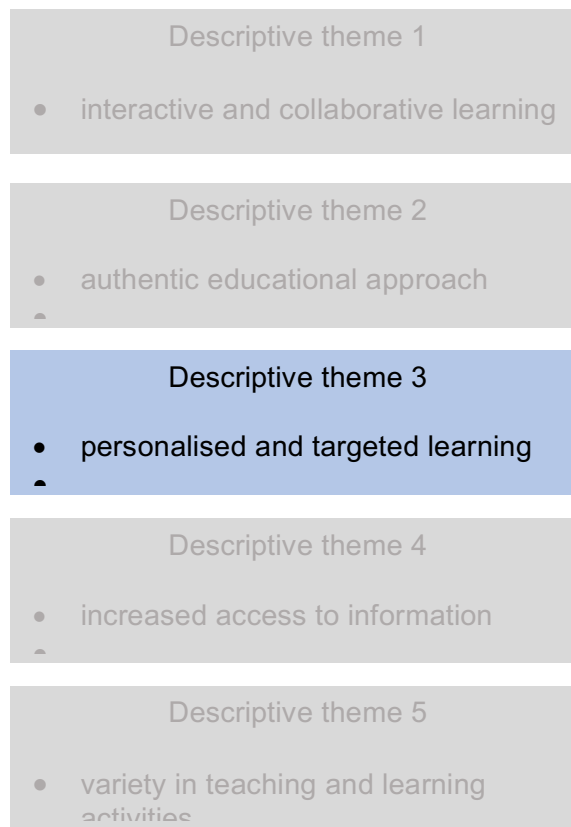 Descriptive theme 1
• interactive and collaborative learning
Descriptive theme 2
• authentic educational approach
•
Descriptive theme 3
• personalised and targeted learning
•
Descriptive theme 4
• increased access to information
•
Descriptive theme 5
• variety in teaching and learning
activities